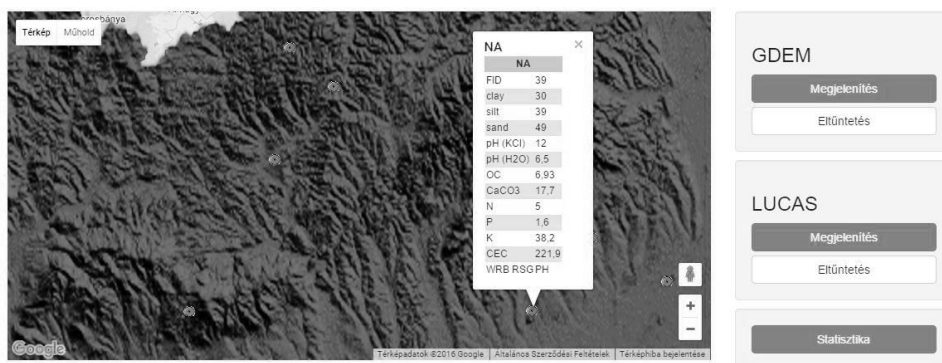 Térkép Műhold
NA
NA
FID 39
clay 30
silt 39
sand 49
pH (KCl) 12
pH (H2O) 6,5
OC 6,93
CaCO3 17,7
N 5
P 1,6
K 38,2
CEC 221,9
WRB RSG PH
Google
Térképadatok ©2016 Google
Általános Szerződési Feltételek
Térképhiba bejelentése
GDEM
Megjelenítés
Eltűntetés
LUCAS
Megjelenítés
Eltűntetés
Statisztika